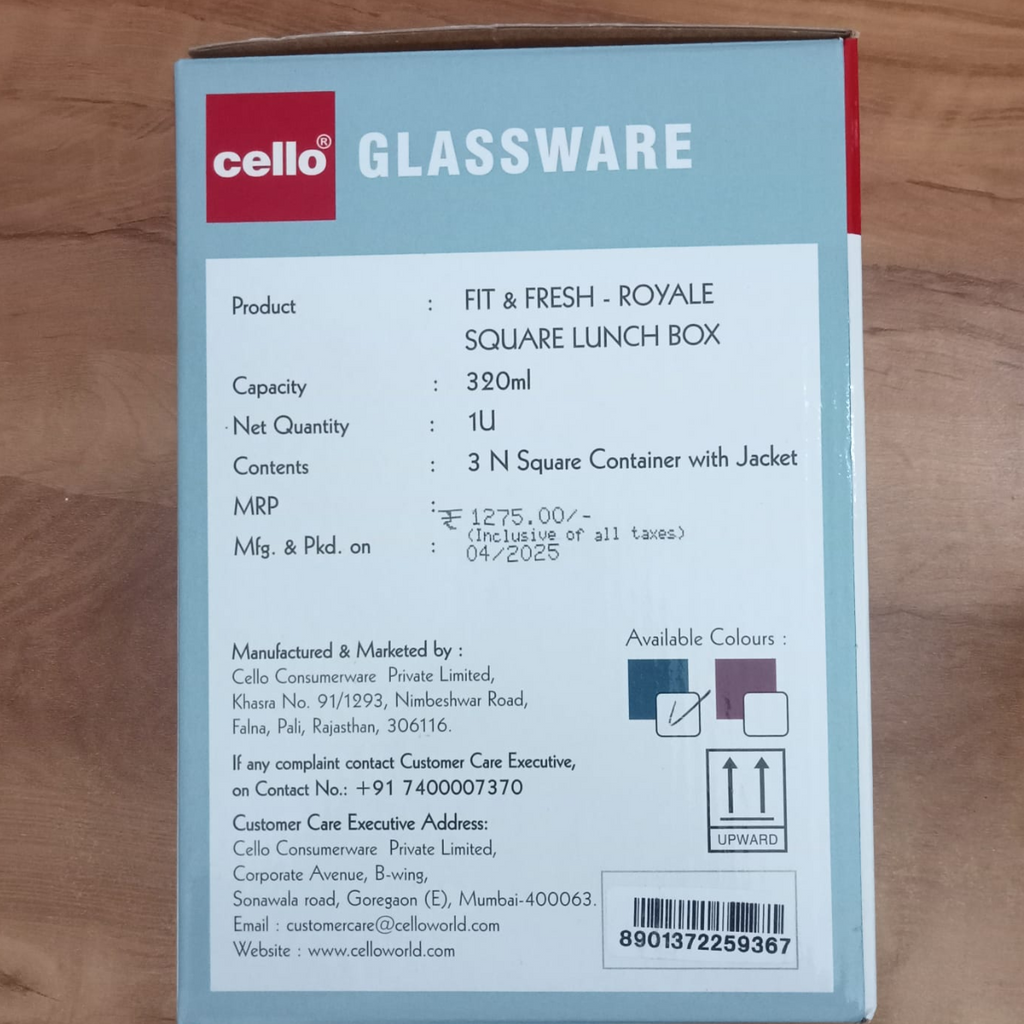 cello®
GLASSWARE
Product : FIT & FRESH - ROYALE
SQUARE LUNCH BOX
Capacity : 320ml
Net Quantity : 1U
Contents : 3 N Square Container with Jacket
MRP : ₹ 1275.00/-
(Inclusive of all taxes)
Mfg. & Pkd. on : 04/2025
Available Colours :
Manufactured & Marketed by :
Cello Consumerware Private Limited,
Khasra No. 91/1293, Nimbeshwar Road,
Falna, Pali, Rajasthan, 306116.
If any complaint contact Customer Care Executive,
on Contact No.: +91 7400007370
UPWARD
Customer Care Executive Address:
Cello Consumerware Private Limited,
Corporate Avenue, B-wing,
Sonawala road, Goregaon (E), Mumbai-400063.
Email : customercare@celloworld.com
Website : www.celloworld.com
8901372259367